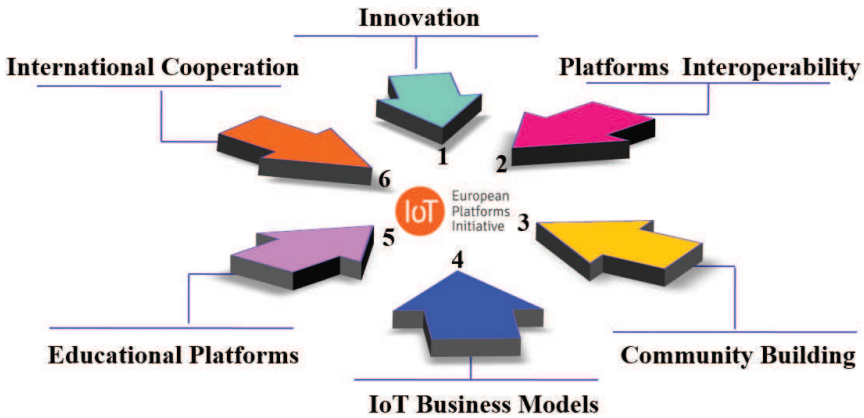 Innovation
International Cooperation
Platforms Interoperability
1
2
6
IoT
European
Platforms
Initiative
3
5
4
Educational Platforms
Community Building
IoT Business Models